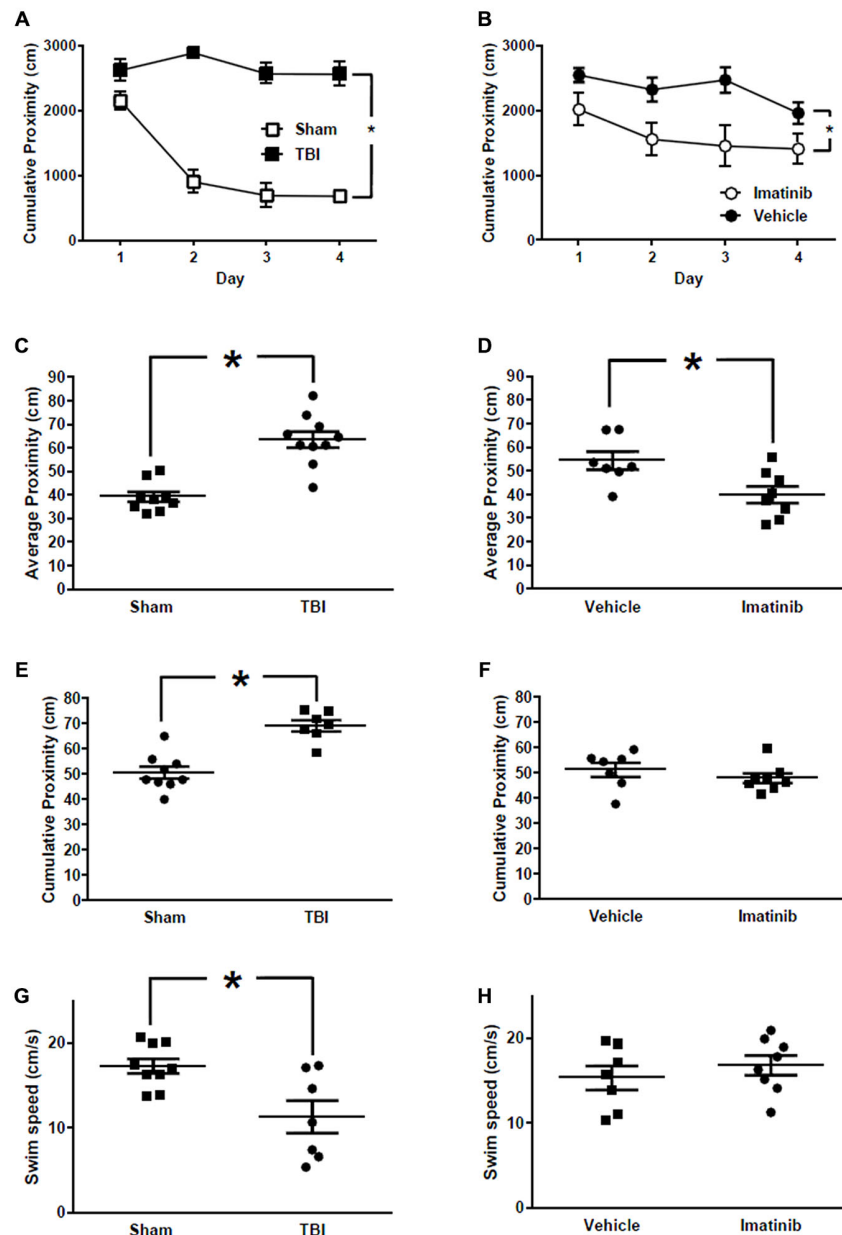 A
Cumulative Proximity (cm)
3000
2000
1000
0
Sham
TBI
*
1 2 3 4
Day
B
Cumulative Proximity (cm)
3000
2000
1000
0
Imatinib
Vehicle
*
1 2 3 4
Day
C
Average Proximity (cm)
90
80
70
60
50
40
30
20
10
0
*
Sham TBI
D
Average Proximity (cm)
90
80
70
60
50
40
30
20
10
0
*
Vehicle Imatinib
E
Cumulative Proximity (cm)
80
70
60
50
40
30
20
10
0
*
Sham TBI
F
Cumulative Proximity (cm)
80
70
60
50
40
30
20
10
0
Vehicle Imatinib
G
Swim speed (cm/s)
20
10
0
*
Sham TBI
H
Swim speed (cm/s)
20
10
0
Vehicle Imatinib